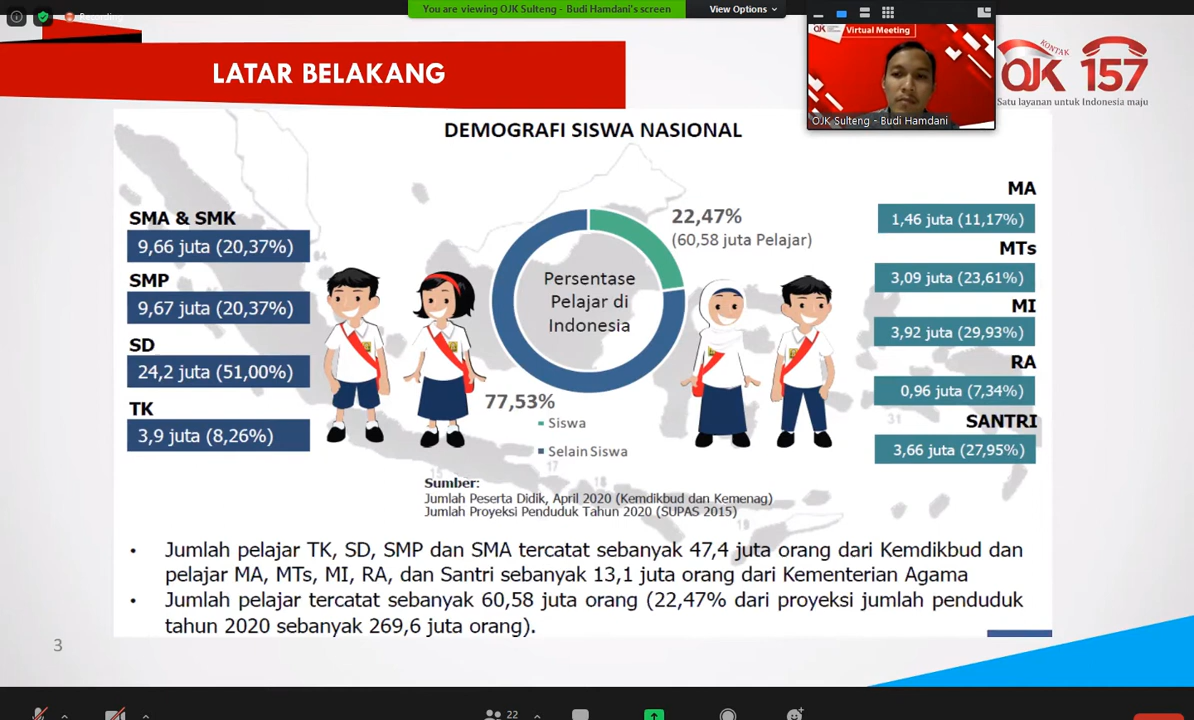 Recording
You are viewing OJK Sulteng - Budi Hamdani's screen
View Options
LATAR BELAKANG
OJK
Virtual Meeting
OJK Sulteng - Budi Hamdani
KONTAK
OJK 157
Satu layanan untuk Indonesia maju
DEMOGRAFI SISWA NASIONAL
SMA & SMK
9,66 juta (20,37%)
SMP
9,67 juta (20,37%)
SD
24,2 juta (51,00%)
TK
3,9 juta (8,26%)
22,47%
(60,58 juta Pelajar)
Persentase
Pelajar di
Indonesia
77,53%
Siswa
Selain Siswa
MA
1,46 juta (11,17%)
MTs
3,09 juta (23,61%)
MI
3,92 juta (29,93%)
RA
0,96 juta (7,34%)
SANTRI
3,66 juta (27,95%)
64
15
17
18
19
31
Sumber:
Jumlah Peserta Didik, April 2020 (Kemdikbud dan Kemenag)
Jumlah Proyeksi Penduduk Tahun 2020 (SUPAS 2015)
• Jumlah pelajar TK, SD, SMP dan SMA tercatat sebanyak 47,4 juta orang dari Kemdikbud dan
pelajar MA, MTs, MI, RA, dan Santri sebanyak 13,1 juta orang dari Kementerian Agama
• Jumlah pelajar tercatat sebanyak 60,58 juta orang (22,47% dari proyeksi jumlah penduduk
tahun 2020 sebanyak 269,6 juta orang).
3
22